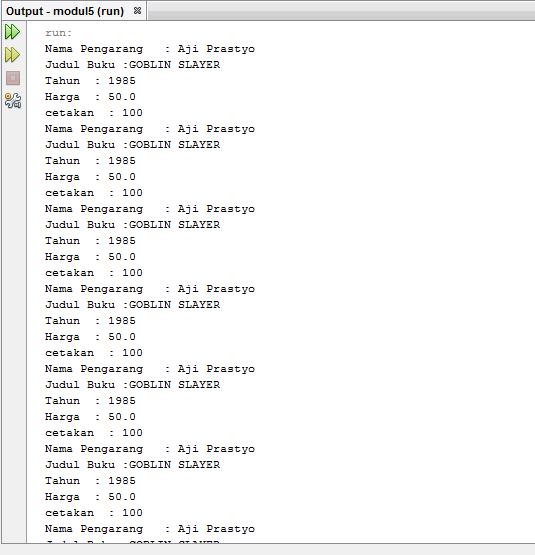 Output - modul5 (run)
run:
Nama Pengarang   : Aji Prastyo
Judul Buku :GOBLIN SLAYER
Tahun  : 1985
Harga  : 50.0
cetakan  : 100
Nama Pengarang   : Aji Prastyo
Judul Buku :GOBLIN SLAYER
Tahun  : 1985
Harga  : 50.0
cetakan  : 100
Nama Pengarang   : Aji Prastyo
Judul Buku :GOBLIN SLAYER
Tahun  : 1985
Harga  : 50.0
cetakan  : 100
Nama Pengarang   : Aji Prastyo
Judul Buku :GOBLIN SLAYER
Tahun  : 1985
Harga  : 50.0
cetakan  : 100
Nama Pengarang   : Aji Prastyo
Judul Buku :GOBLIN SLAYER
Tahun  : 1985
Harga  : 50.0
cetakan  : 100
Nama Pengarang   : Aji Prastyo
Judul Buku :GOBLIN SLAYER
Tahun  : 1985
Harga  : 50.0
cetakan  : 100
Nama Pengarang   : Aji Prastyo